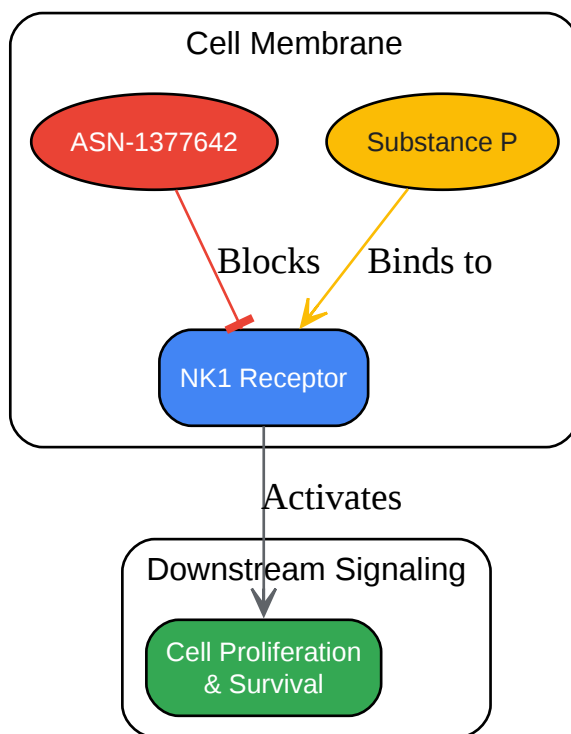 Cell Membrane
ASN-1377642
Substance P
Blocks
Binds to
NK1 Receptor
Activates
Downstream Signaling
Cell Proliferation
& Survival